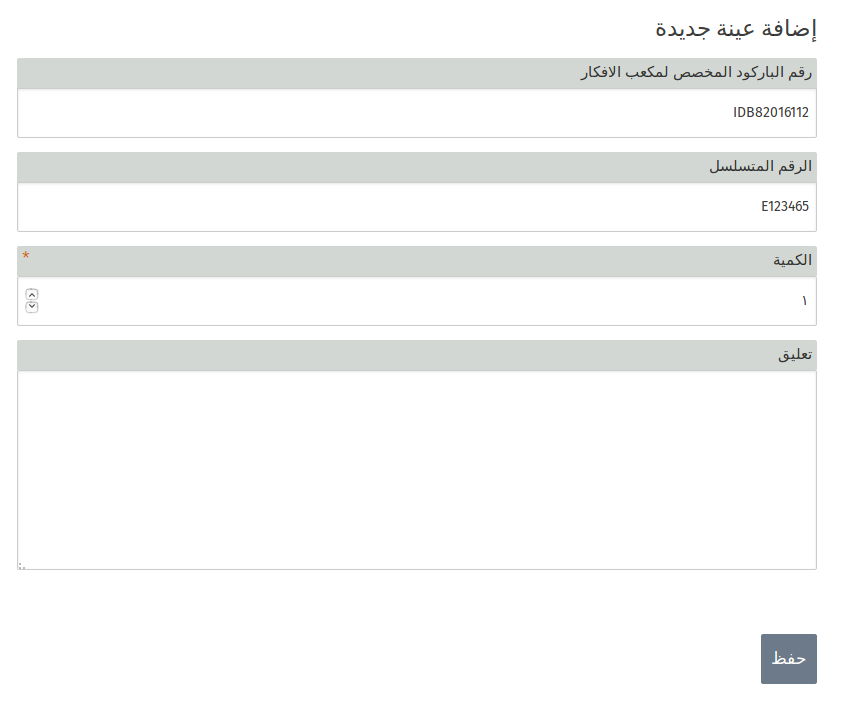 إضافة عينة جديدة
رقم الباركود المخصص لمكعب الافكار
IDB82016112
الرقم المتسلسل
E123465
الكمية *
١
تعليق
حفظ